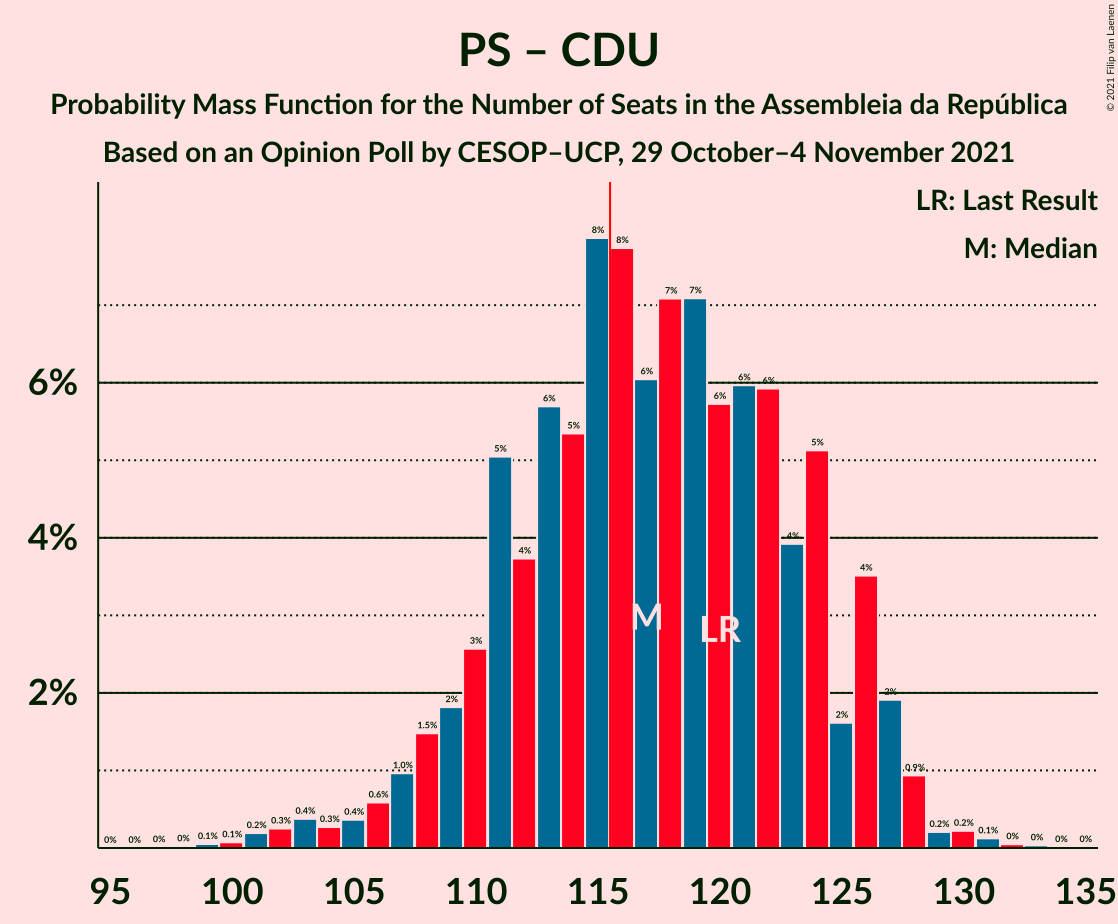 PS – CDU
Probability Mass Function for the Number of Seats in the Assembleia da República
Based on an Opinion Poll by CESOP–UCP, 29 October–4 November 2021
© 2021 Filip van Laenen
LR: Last Result
M: Median
6%
4%
2%
0% 0% 0% 0% 0.1% 0.1% 0.2% 0.3% 0.4% 0.3% 0.4% 0.6% 1.0% 1.5% 2% 3% 5% 4% 6% 5% 8% 8% 6% 7% 7% 6% 6% 6% 4% 5% 2% 4% 2% 0.9% 0.2% 0.2% 0.1% 0% 0% 0% 0%
M LR
95 100 105 110 115 120 125 130 135